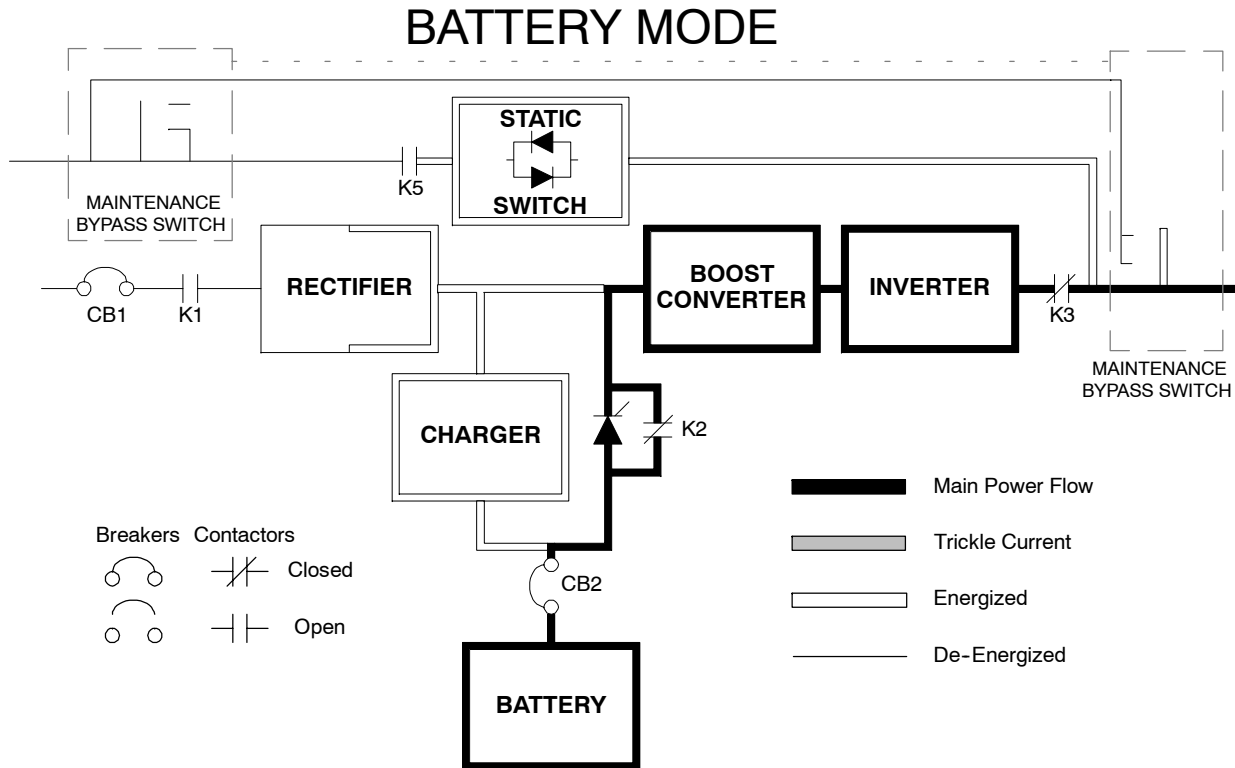 BATTERY MODE
STATIC
SWITCH
K5
MAINTENANCE
BYPASS SWITCH
RECTIFIER
BOOST
CONVERTER
INVERTER
CB1
K1
K3
MAINTENANCE
BYPASS SWITCH
CHARGER
K2
Main Power Flow
Breakers Contactors
Trickle Current
Closed
CB2
Energized
Open
De-Energized
BATTERY